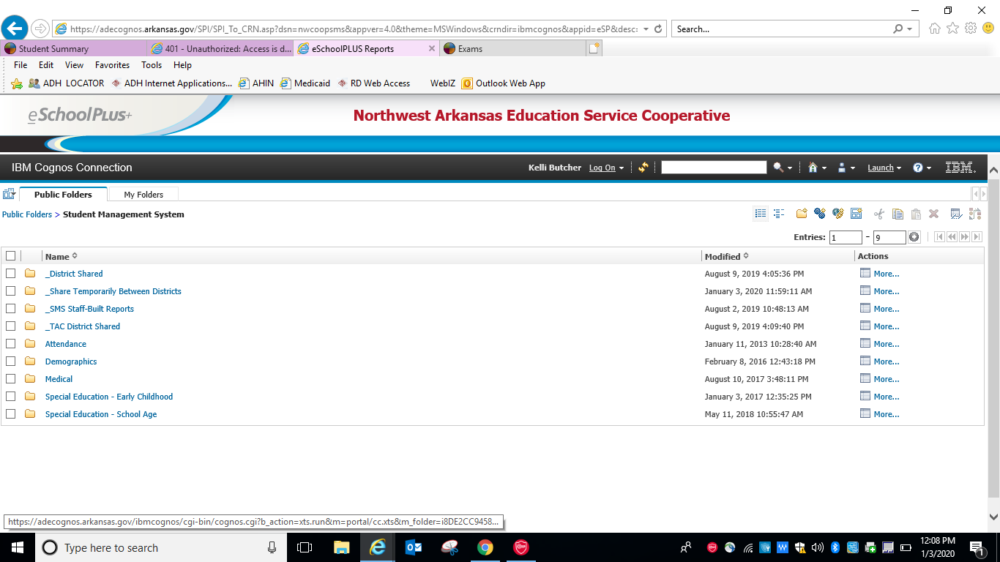 https://adecognos.arkansas.gov/SPI/SPI_To_CRN.asp?dsn=nwcoopsms&appver=4.0&theme=MSWindows&crndir=ibmcognos&appid=eSP&desc=
Search...
Student Summary
401 - Unauthorized: Access is d...
eSchoolPLUS Reports
Exams
File Edit View Favorites Tools Help
ADH LOCATOR ADH Internet Applications... AHIN Medicaid RD Web Access WebIZ Outlook Web App
eSchoolPLUS+
Northwest Arkansas Education Service Cooperative
IBM Cognos Connection
Kelli Butcher Log On
Launch
IBM.
Public Folders My Folders
Public Folders > Student Management System
Entries: 1 - 9
Name Modified Actions
_District Shared August 9, 2019 4:05:36 PM More...
_Share Temporarily Between Districts January 3, 2020 11:59:11 AM More...
_SMS Staff-Built Reports August 2, 2019 10:48:13 AM More...
_TAC District Shared August 9, 2019 4:09:40 PM More...
Attendance January 11, 2013 10:28:40 AM More...
Demographics February 8, 2016 12:43:18 PM More...
Medical August 10, 2017 3:48:11 PM More...
Special Education - Early Childhood January 3, 2017 12:35:25 PM More...
Special Education - School Age May 11, 2018 10:55:47 AM More...
https://adecognos.arkansas.gov/ibmcognos/cgi-bin/cognos.cgi?b_action=xts.run&m=portal/cc.xts&m_folder=i8DE2CC9458...
Type here to search
12:08 PM
1/3/2020
1